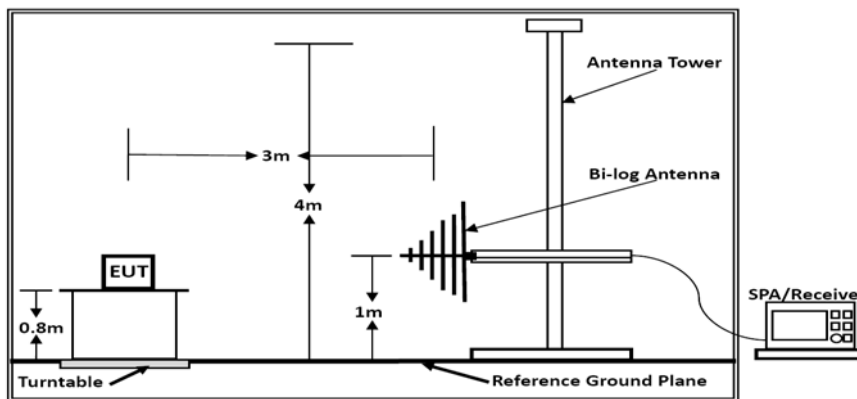 Antenna Tower
3m
Bi-log Antenna
4m
EUT
SPA/Receive
0.8m
1m
Turntable
Reference Ground Plane